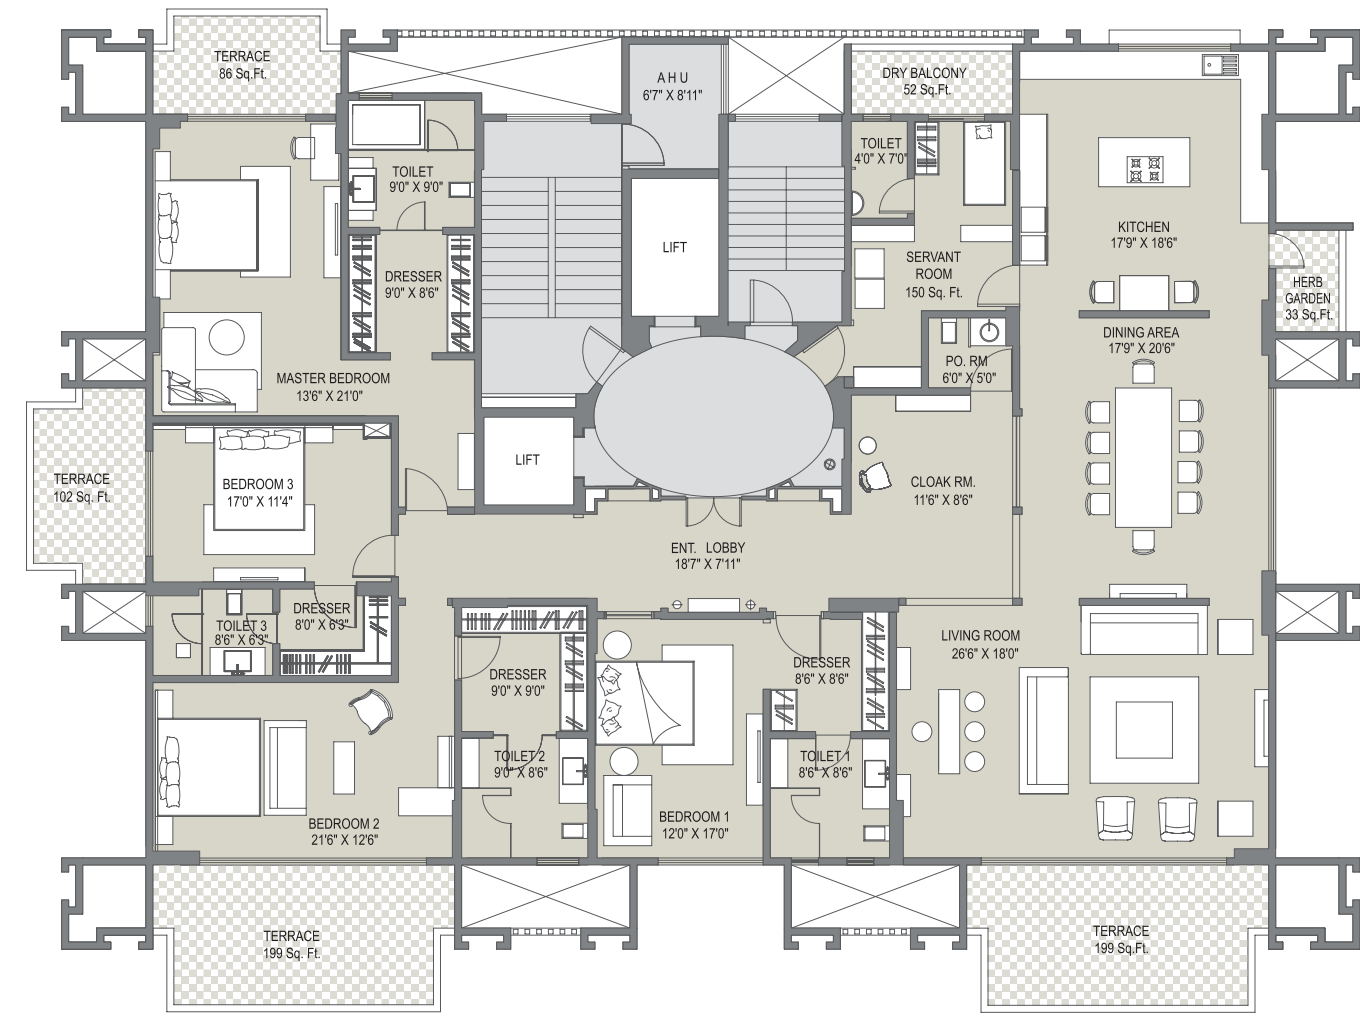 TERRACE
86 Sq.Ft.
A H U
6'7" X 8'11"
DRY BALCONY
52 Sq.Ft.
TOILET
9'0" X 9'0"
TOILET
4'0" X 7'0"
KITCHEN
17'9" X 18'6"
LIFT
DRESSER
9'0" X 8'6"
SERVANT
ROOM
150 Sq. Ft.
HERB
GARDEN
33 Sq.Ft.
DINING AREA
17'9" X 20'6"
PO. RM
6'0" X 5'0"
MASTER BEDROOM
13'6" X 21'0"
LIFT
TERRACE
102 Sq. Ft.
BEDROOM 3
17'0" X 11'4"
CLOAK RM.
11'6" X 8'6"
ENT. LOBBY
18'7" X 7'11"
DRESSER
8'0" X 6'3"
TOILET 3
8'6" X 6'3"
LIVING ROOM
26'6" X 18'0"
DRESSER
9'0" X 9'0"
DRESSER
8'6" X 8'6"
TOILET 2
9'0" X 8'6"
TOILET 1
8'6" X 8'6"
BEDROOM 2
21'6" X 12'6"
BEDROOM 1
12'0" X 17'0"
TERRACE
199 Sq. Ft.
TERRACE
199 Sq.Ft.